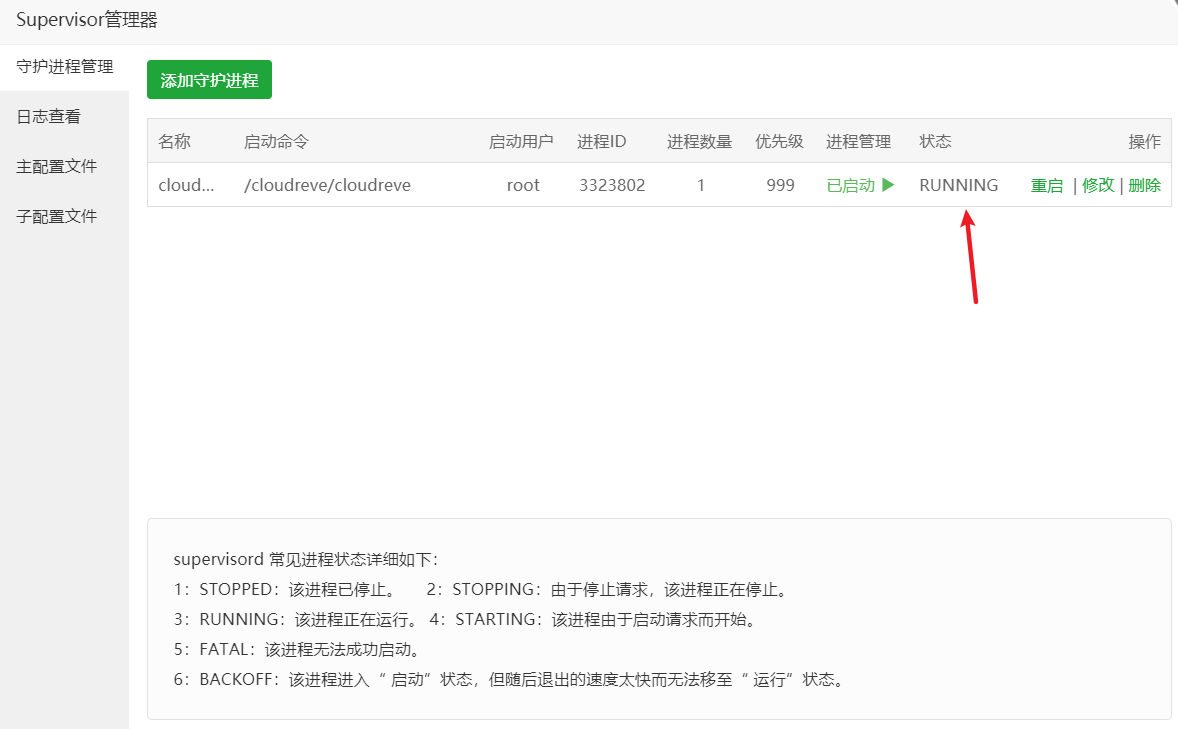 Supervisor管理器
守护进程管理
日志查看
主配置文件
子配置文件
添加守护进程
名称 启动命令 启动用户 进程ID 进程数量 优先级 进程管理 状态 操作
cloud... /cloudreve/cloudreve root 3323802 1 999 已启动 RUNNING 重启 | 修改 | 删除
supervisord 常见进程状态详细如下：
1：STOPPED：该进程已停止。 2：STOPPING：由于停止请求，该进程正在停止。
3：RUNNING：该进程正在运行。 4：STARTING：该进程由于启动请求而开始。
5：FATAL：该进程无法成功启动。
6：BACKOFF：该进程进入“ 启动”状态，但随后退出的速度太快而无法移至“ 运行”状态。